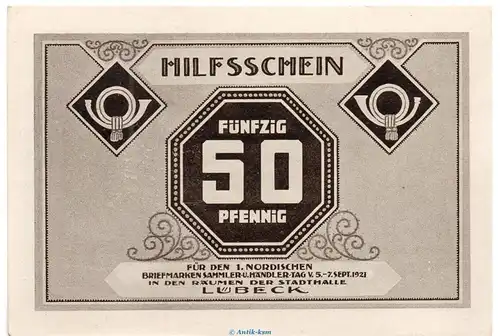 HILFSSCHEIN
FÜNFZIG
50
PFENNIG
FÜR DEN 1. NORDISCHEN
BRIEFMARKEN SAMMLER-U. HÄNDLER-TAG V. 5.-7. SEPT. 1921
IN DEN RÄUMEN DER STADTHALLE
LÜBECK
© Antik-ksm